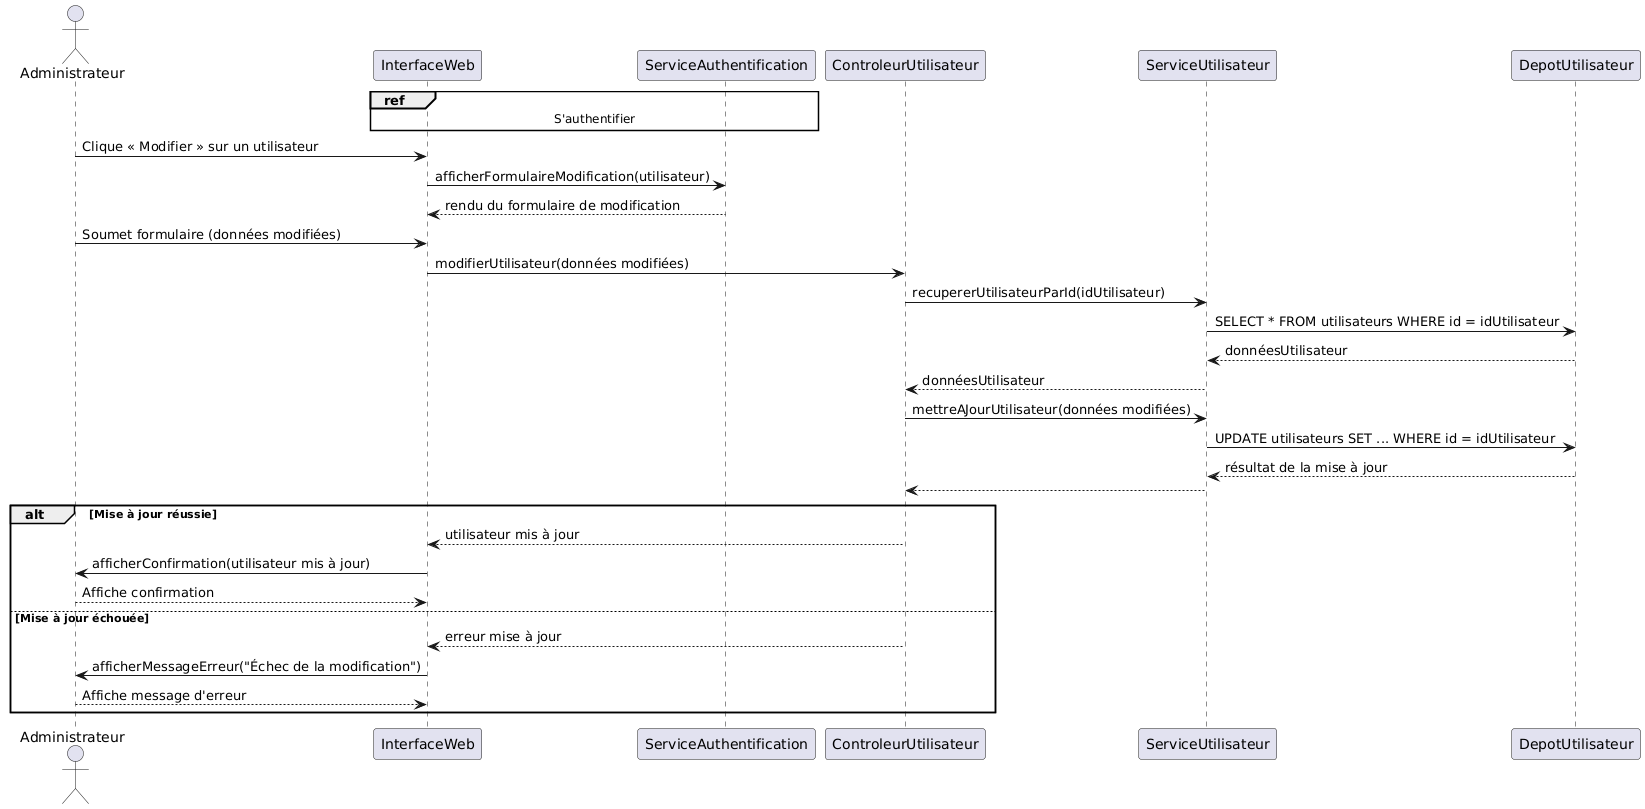 Administrateur
InterfaceWeb
ServiceAuthentification
ControleurUtilisateur
ServiceUtilisateur
DepotUtilisateur
ref
S'authentifier
Clique « Modifier » sur un utilisateur
afficherFormulaireModification(utilisateur)
rendu du formulaire de modification
Soumet formulaire (données modifiées)
modifierUtilisateur(données modifiées)
recupererUtilisateurParId(idUtilisateur)
SELECT * FROM utilisateurs WHERE id = idUtilisateur
donnéesUtilisateur
donnéesUtilisateur
mettreAJourUtilisateur(données modifiées)
UPDATE utilisateurs SET ... WHERE id = idUtilisateur
résultat de la mise à jour
alt
[Mise à jour réussie]
utilisateur mis à jour
afficherConfirmation(utilisateur mis à jour)
Affiche confirmation
[Mise à jour échouée]
erreur mise à jour
afficherMessageErreur("Échec de la modification")
Affiche message d'erreur
Administrateur
InterfaceWeb
ServiceAuthentification
ControleurUtilisateur
ServiceUtilisateur
DepotUtilisateur